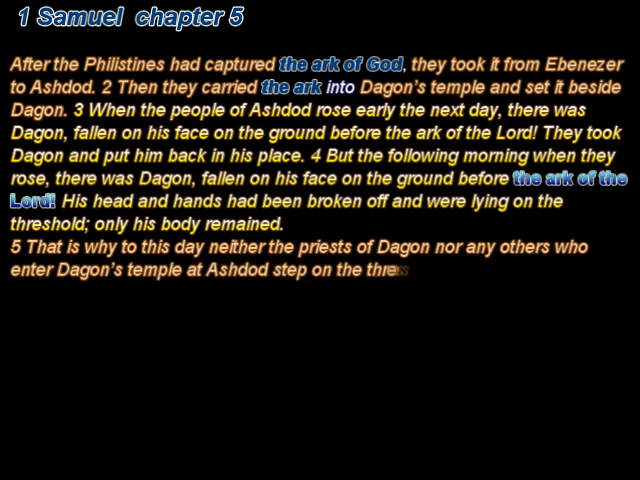 1 Samuel chapter 5
After the Philistines had captured the ark of God, they took it from Ebenezer
to Ashdod. 2 Then they carried the ark into Dagon's temple and set it beside
Dagon. 3 When the people of Ashdod rose early the next day, there was
Dagon, fallen on his face on the ground before the ark of the Lord! They took
Dagon and put him back in his place. 4 But the following morning when they
rose, there was Dagon, fallen on his face on the ground before the ark of the
Lord! His head and hands had been broken off and were lying on the
threshold; only his body remained.
5 That is why to this day neither the priests of Dagon nor any others who
enter Dagon's temple at Ashdod step on the